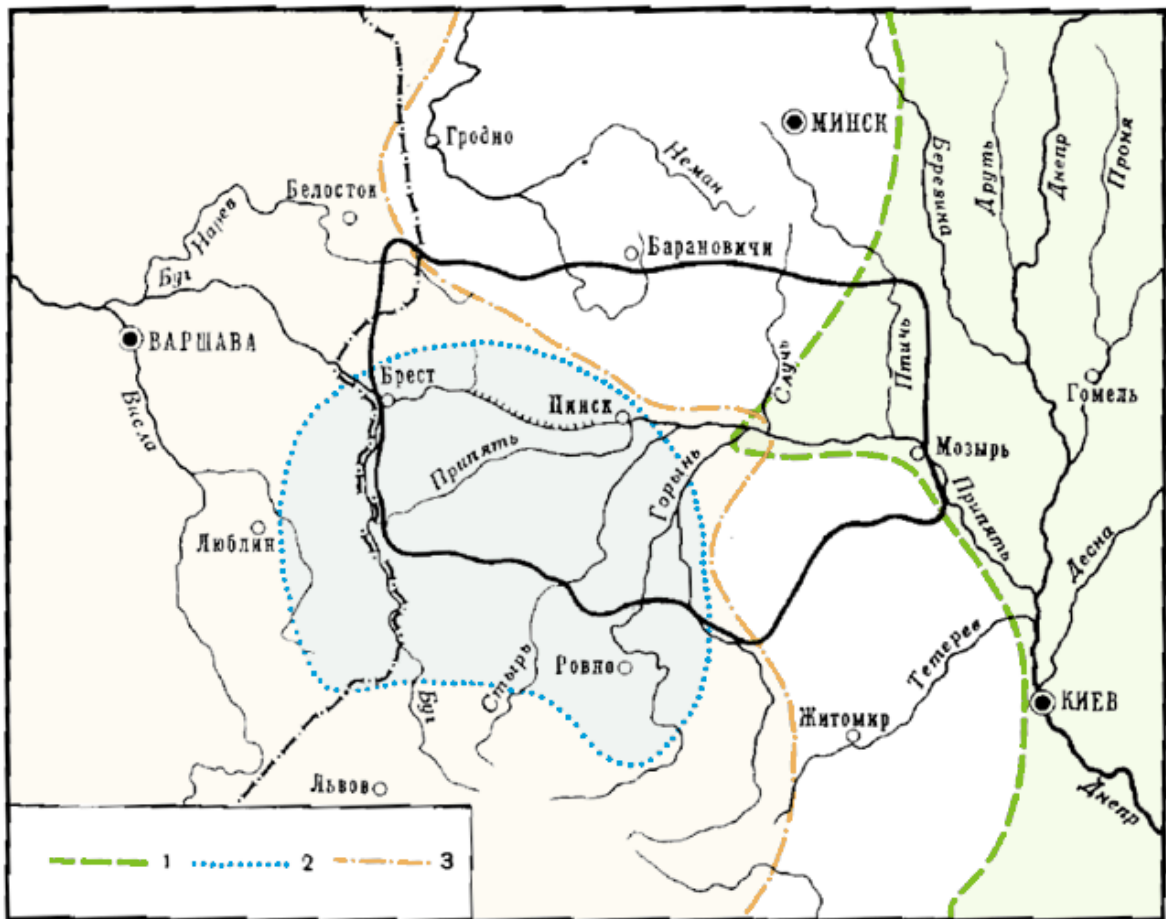 МИНСК
Гродно
Неман
Березина
Друть
Днепр
Проня
Белосток
Нарев
Барановичи
Буг
ВАРШАВА
Висла
Брест
Пинск
Случь
Птичь
Гомель
Припять
Горынь
Мозырь
Припять
Люблин
Десна
Стырь
Ровно
Тетерев
Буг
КИЕВ
Житомир
Львов
Днепр
1
2
3